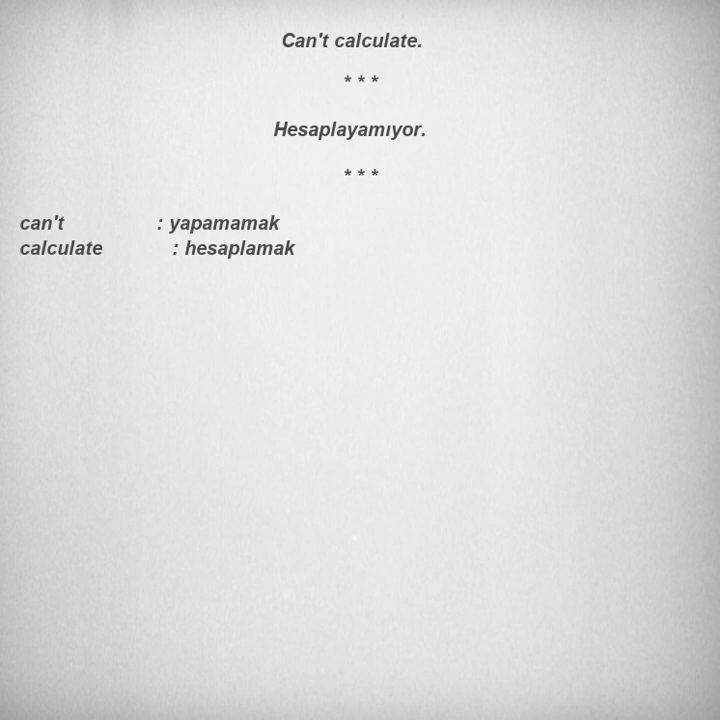 Can't calculate.
* * *
Hesaplayamıyor.
* * *
can't : yapamamak
calculate : hesaplamak